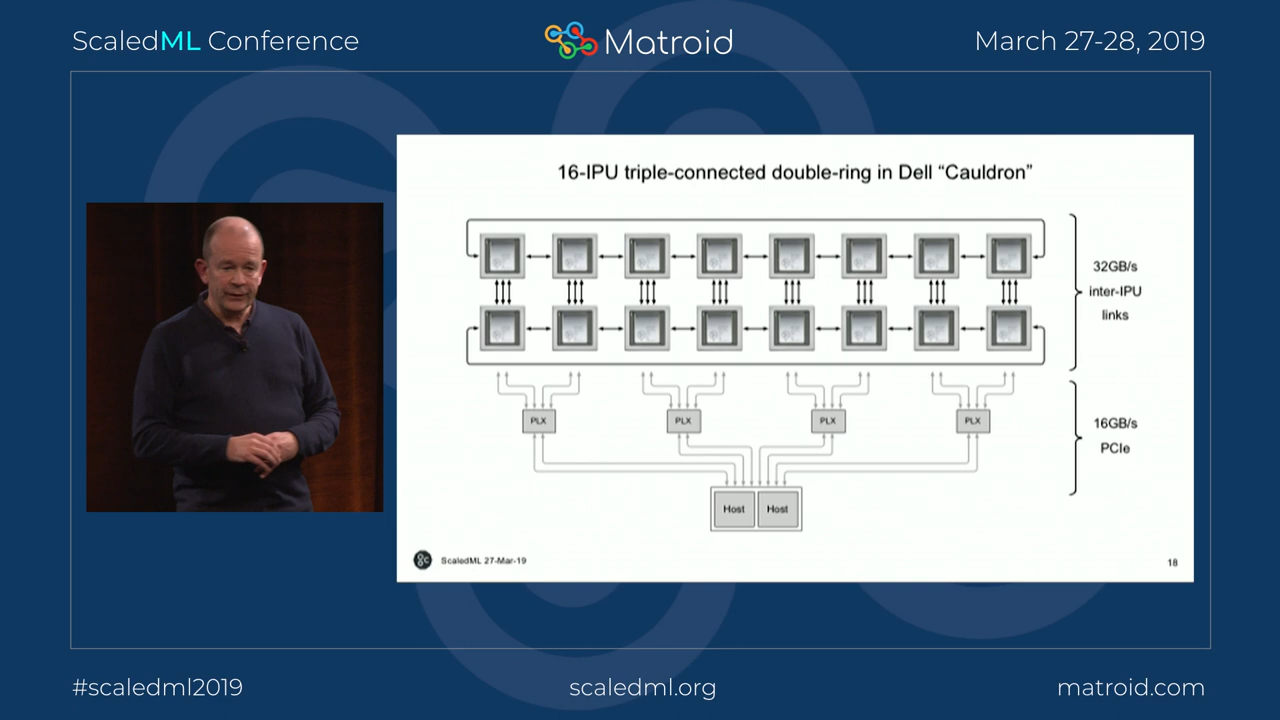 ScaledML Conference
Matroid
March 27-28, 2019
16-IPU triple-connected double-ring in Dell “Cauldron”
32GB/s
inter-IPU
links
PLX
PLX
PLX
PLX
16GB/s
PCIe
Host
Host
ScaledML 27-Mar-19
18
#scaledml2019
scaledml.org
matroid.com